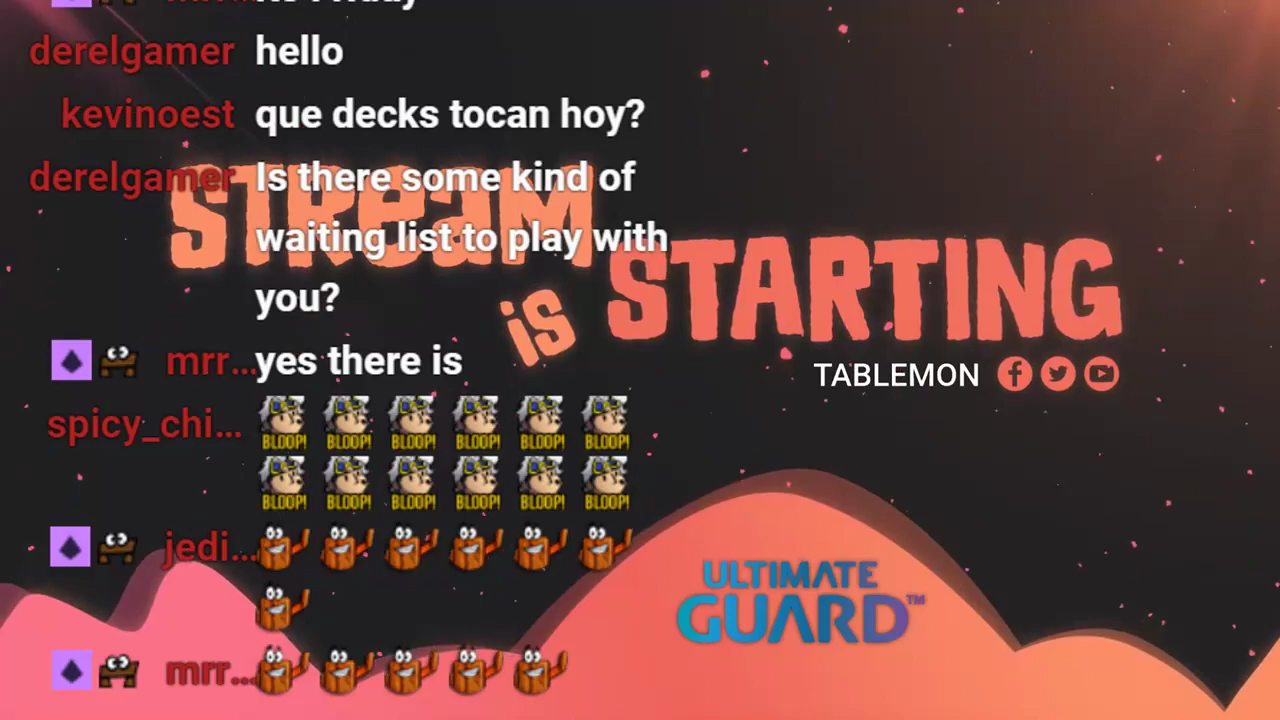 derelgamer hello
kevinoest que decks tocan hoy?
derelgamer Is there some kind of
waiting list to play with
you?
mrr... yes there is
spicy_chi... BLOOP! BLOOP! BLOOP! BLOOP! BLOOP! BLOOP!
BLOOP! BLOOP! BLOOP! BLOOP! BLOOP! BLOOP!
jedi...
mrr...
STReaM
is
STARTING
TABLEMON
ULTIMATE
GUARD™